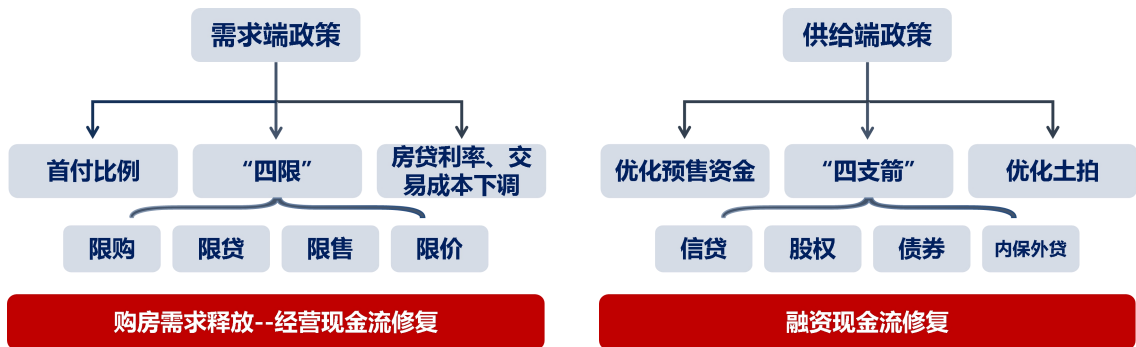 需求端政策
首付比例
“四限”
房贷利率、交
易成本下调
限购
限贷
限售
限价
购房需求释放--经营现金流修复
供给端政策
优化预售资金
“四支箭”
优化土拍
信贷
股权
债券
内保外贷
融资现金流修复